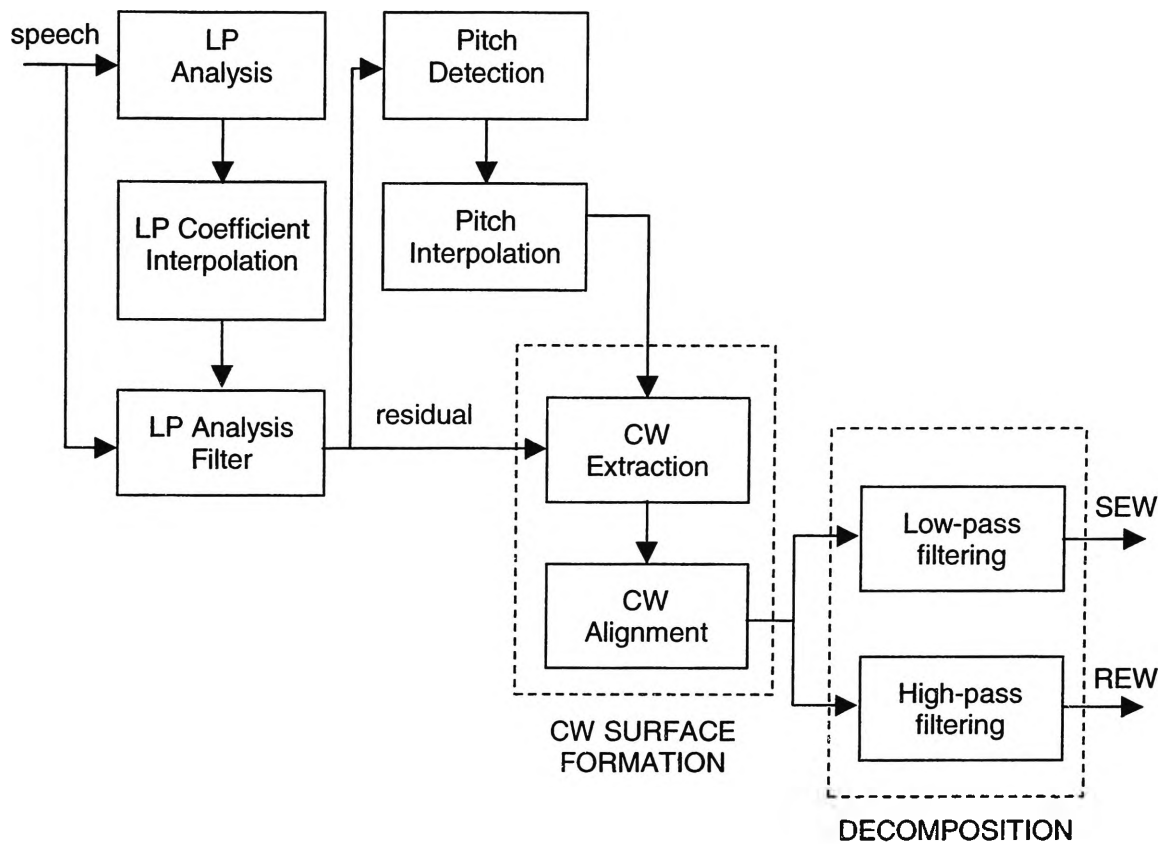 speech
LP
Analysis
Pitch
Detection
LP Coefficient
Interpolation
Pitch
Interpolation
LP Analysis
Filter
residual
CW
Extraction
CW
Alignment
CW SURFACE
FORMATION
Low-pass
filtering
SEW
High-pass
filtering
REW
DECOMPOSITION